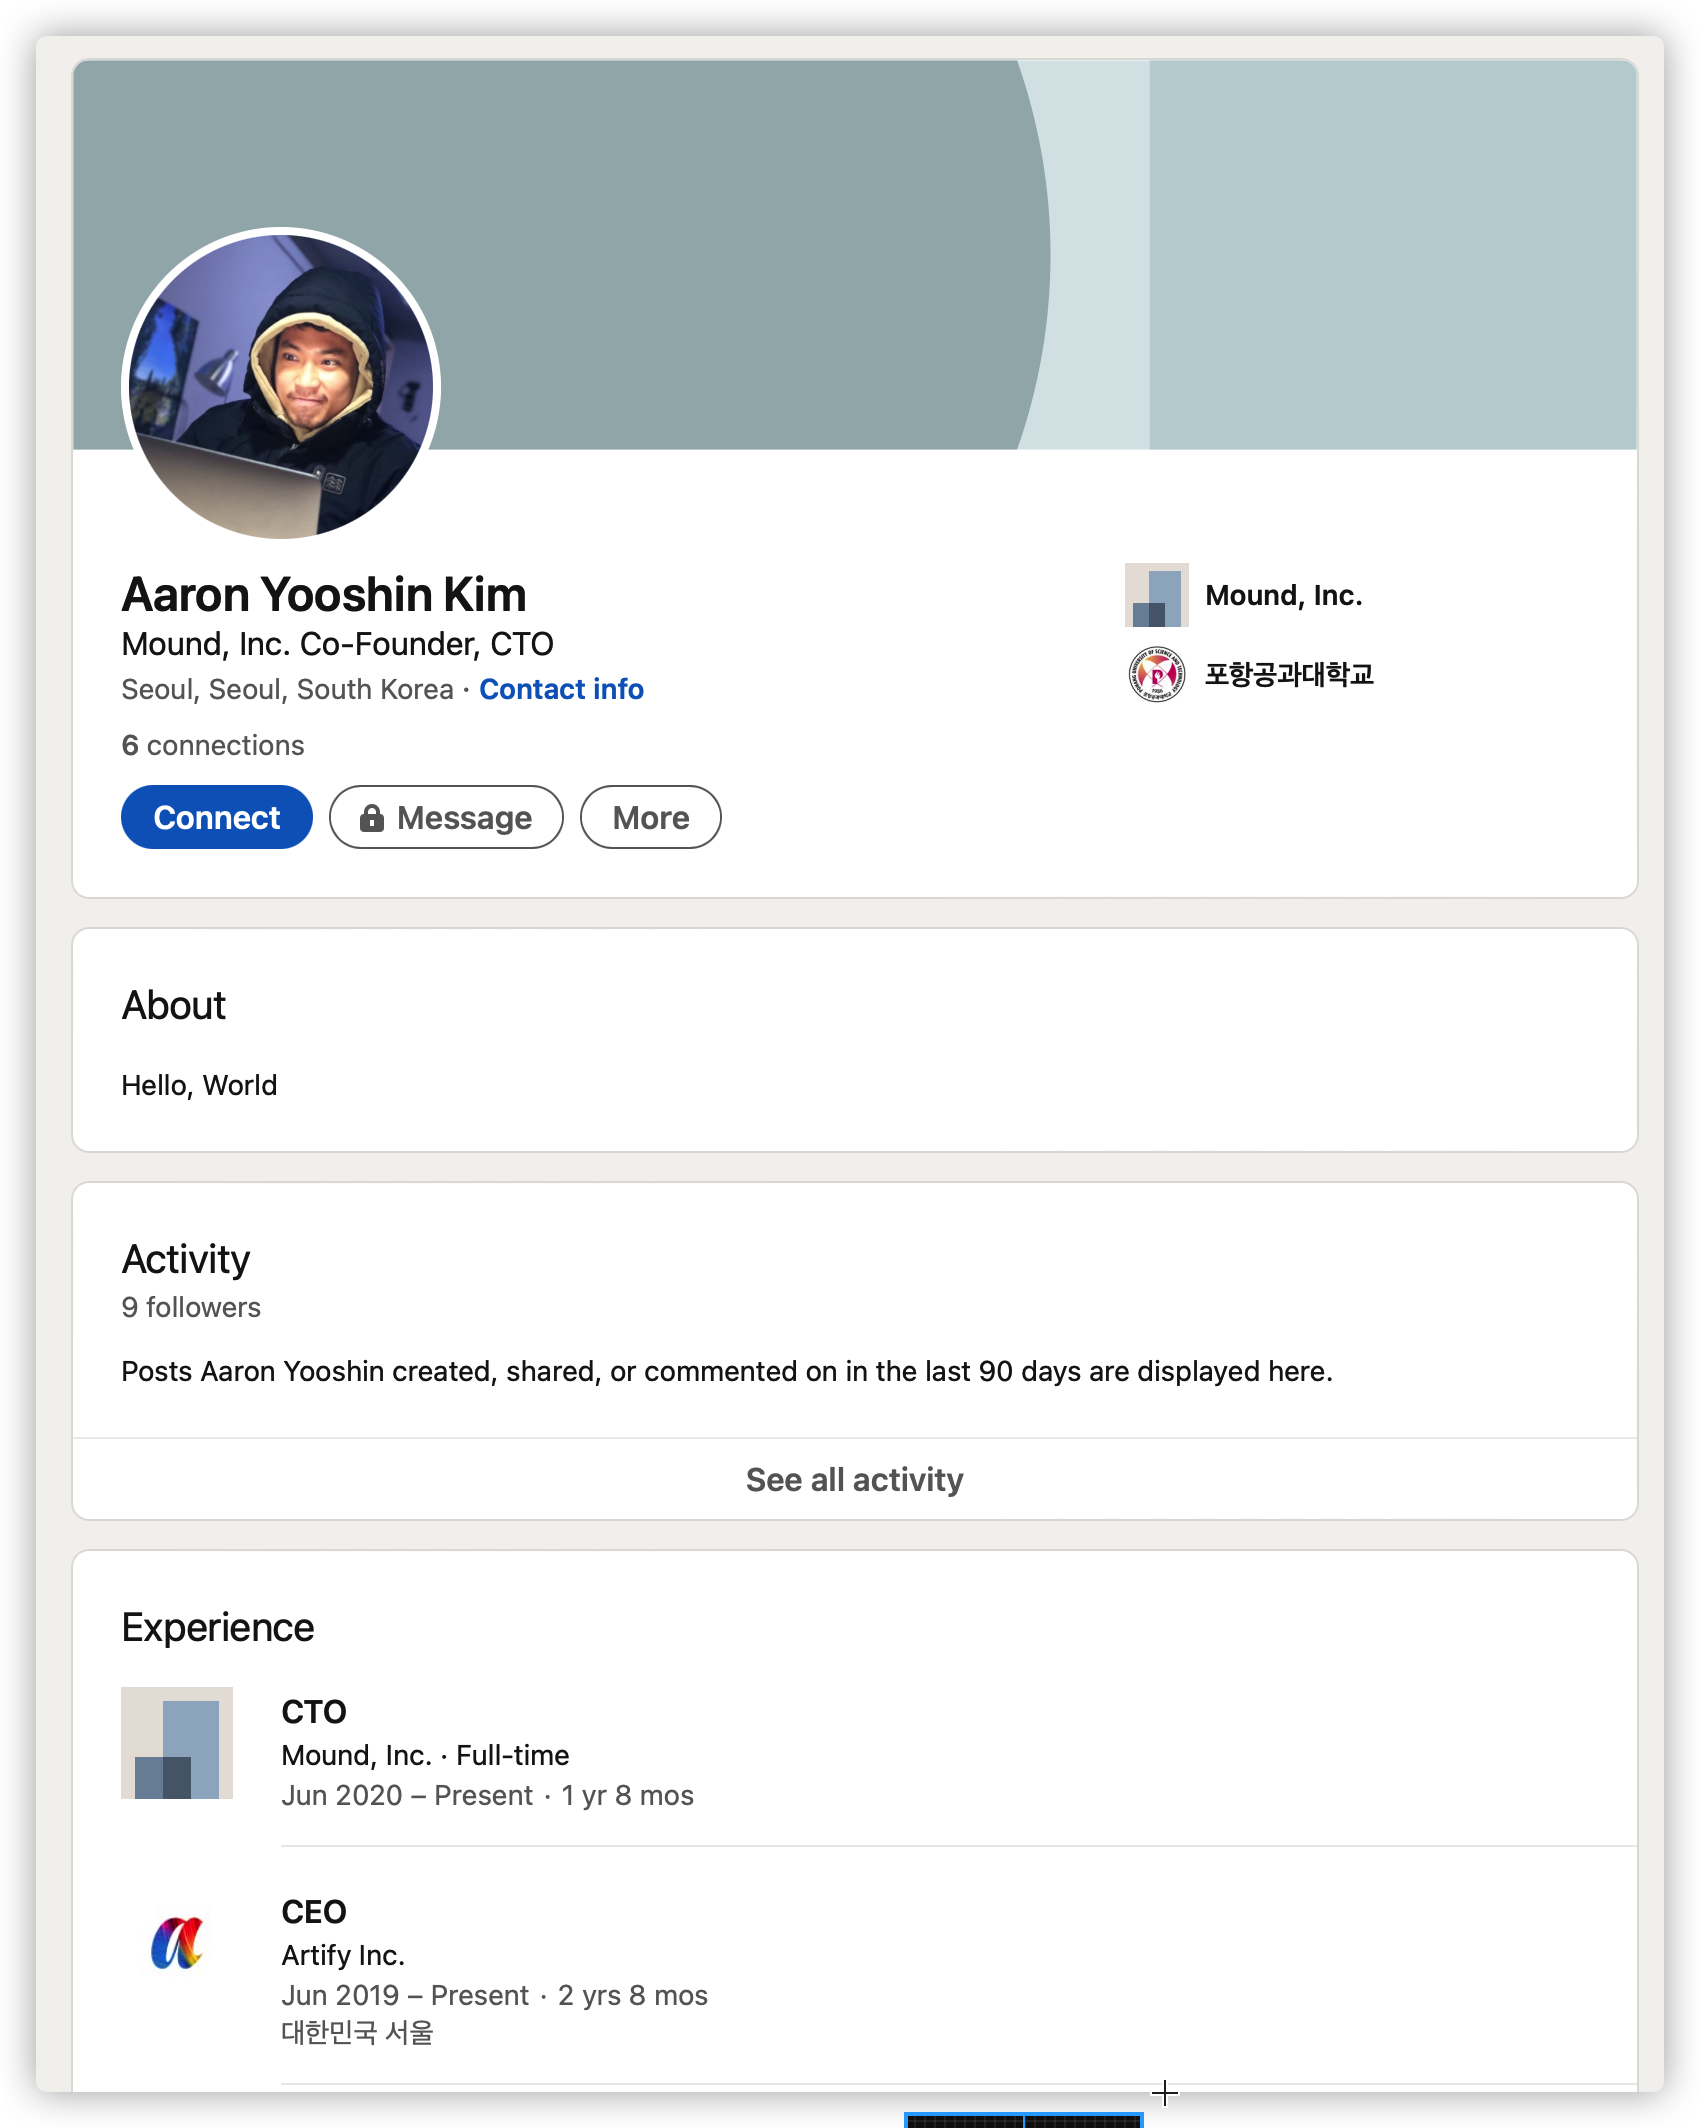 Aaron Yooshin Kim
Mound, Inc. Co-Founder, CTO
Seoul, Seoul, South Korea · Contact info
6 connections
Connect
Message
More
Mound, Inc.
포항공과대학교
About
Hello, World
Activity
9 followers
Posts Aaron Yooshin created, shared, or commented on in the last 90 days are displayed here.
See all activity
Experience
CTO
Mound, Inc. · Full-time
Jun 2020 – Present · 1 yr 8 mos
CEO
Artify Inc.
Jun 2019 – Present · 2 yrs 8 mos
대한민국 서울